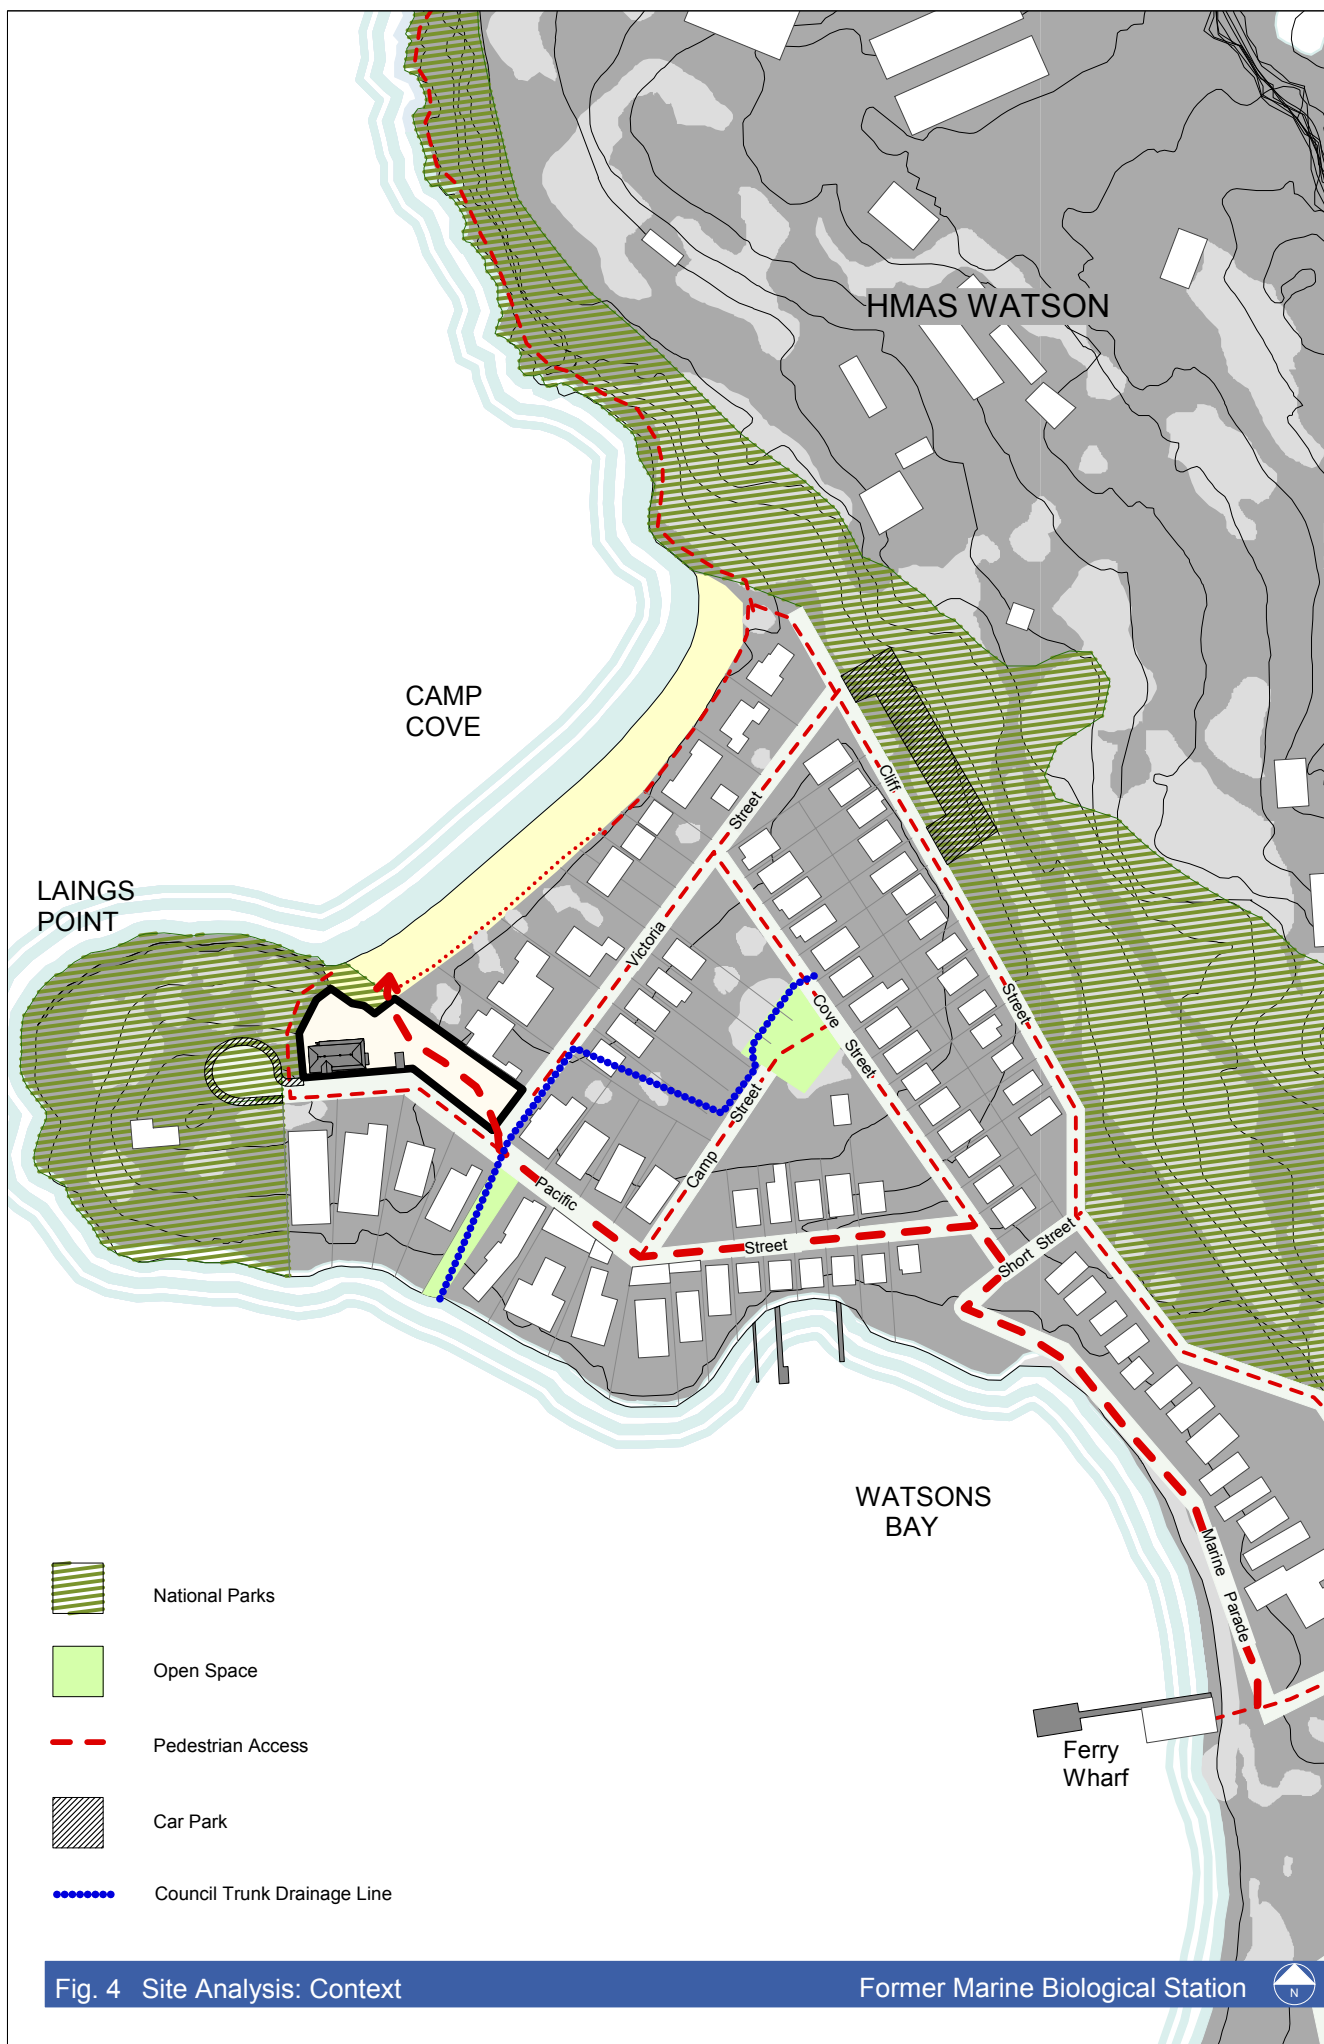 HMAS WATSON
CAMP
COVE
LAINGS
POINT
Cliff
Street
Victoria
Street
Cove
Street
Camp
Street
Pacific
Street
Short Street
WATSONS
BAY
Marine
Parade
Ferry
Wharf
National Parks
Open Space
Pedestrian Access
Car Park
Council Trunk Drainage Line
Fig. 4 Site Analysis: Context
Former Marine Biological Station
N